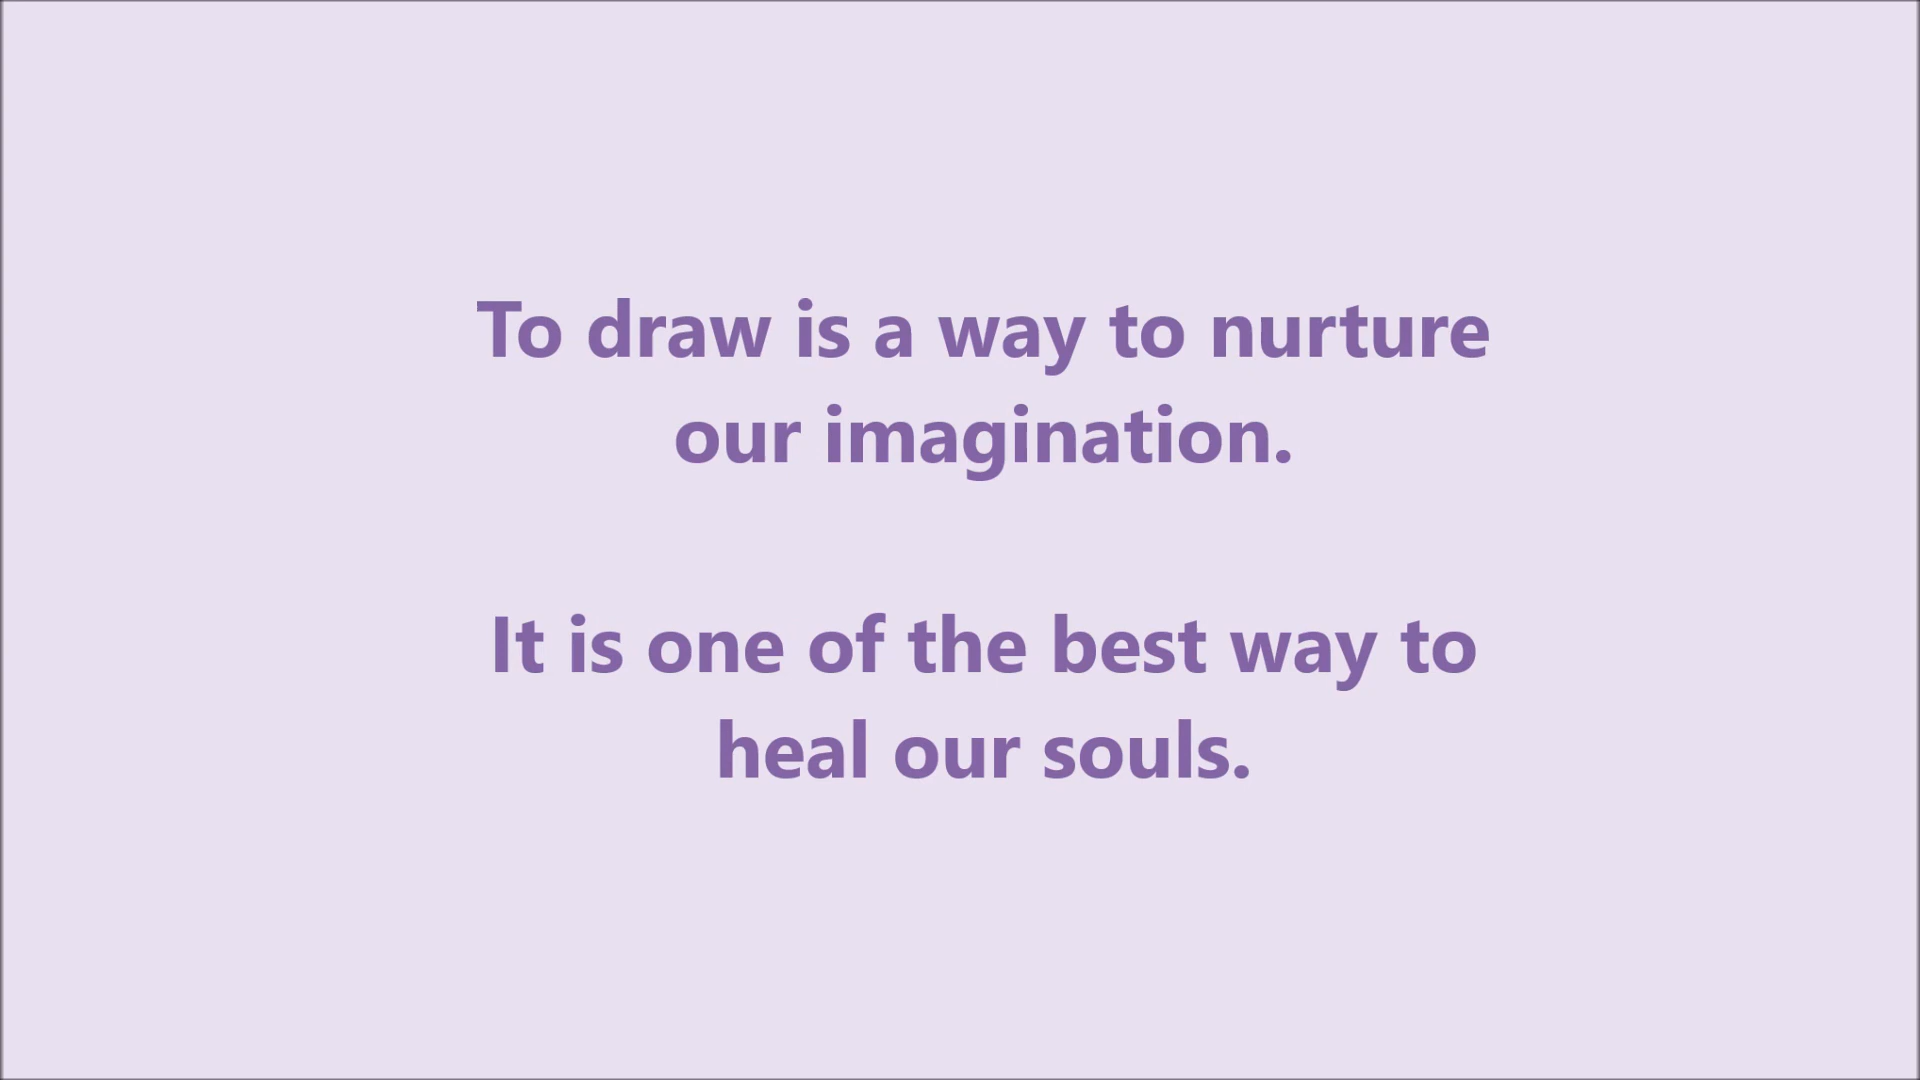 To draw is a way to nurture
our imagination.
It is one of the best way to
heal our souls.